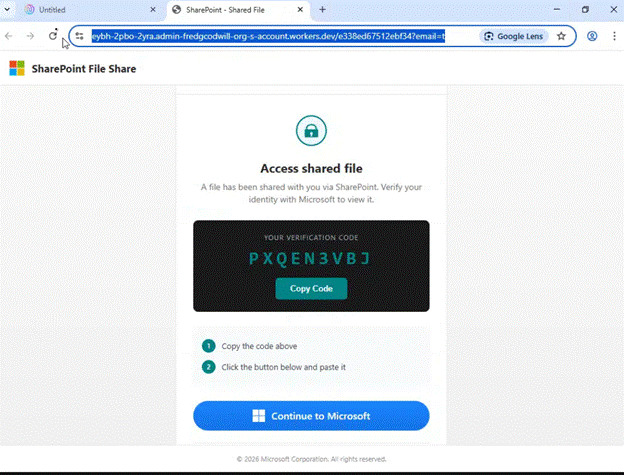 Untitled
SharePoint - Shared File
eybh-2pbo-2yra.admin-fredgcodwill-org-s-account.workers.dev/e338ed67512ebf34?email=t
Google Lens
SharePoint File Share
Access shared file
A file has been shared with you via SharePoint. Verify your
identity with Microsoft to view it.
YOUR VERIFICATION CODE
PXQEN3VBJ
Copy Code
1 Copy the code above
2 Click the button below and paste it
Continue to Microsoft
© 2026 Microsoft Corporation. All rights reserved.